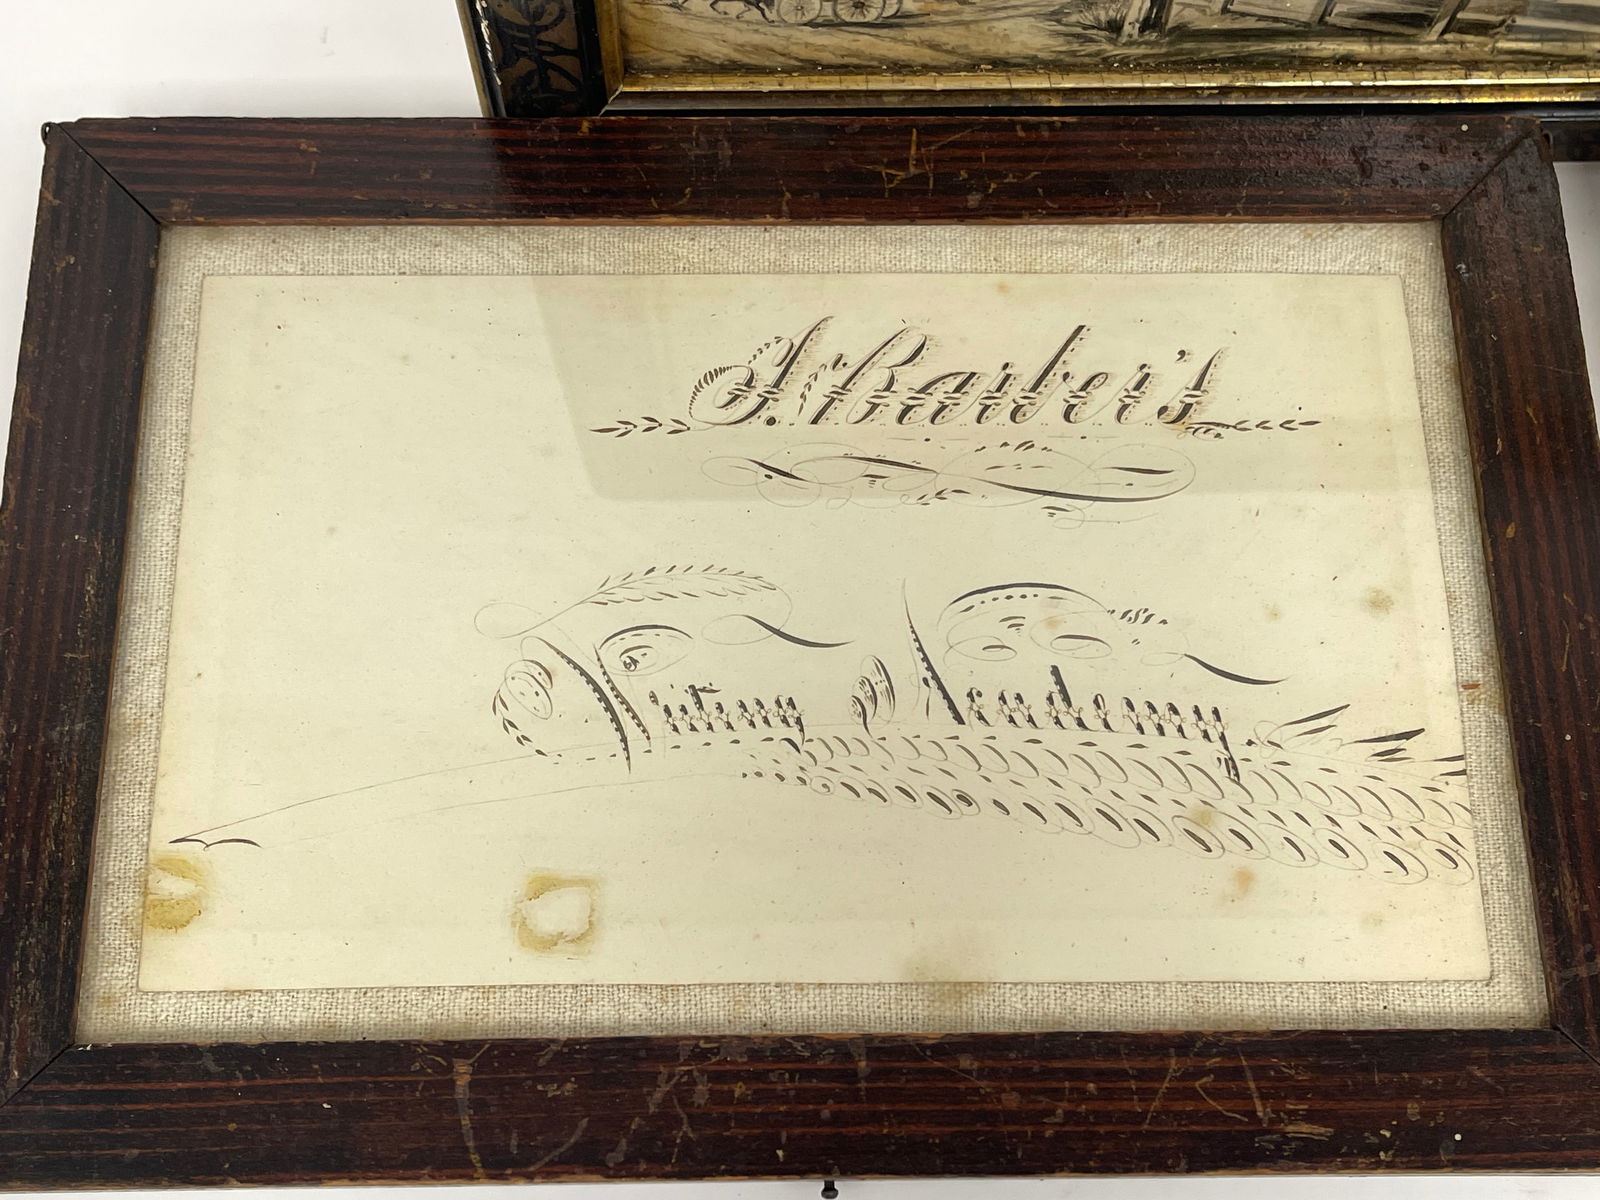 J. Barber's
Writing Academy